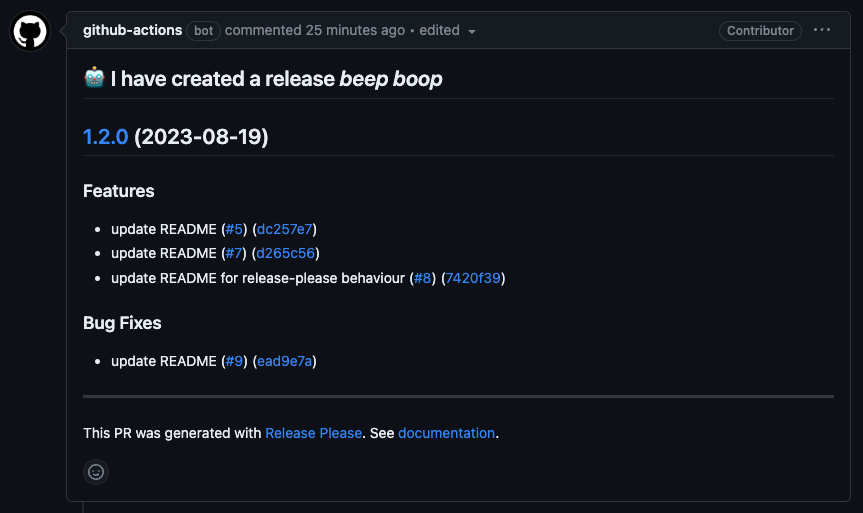 github-actions bot commented 25 minutes ago • edited
Contributor
🤖 I have created a release beep boop
1.2.0 (2023-08-19)
Features
• update README (#5) (dc257e7)
• update README (#7) (d265c56)
• update README for release-please behaviour (#8) (7420f39)
Bug Fixes
• update README (#9) (ead9e7a)
This PR was generated with Release Please. See documentation.